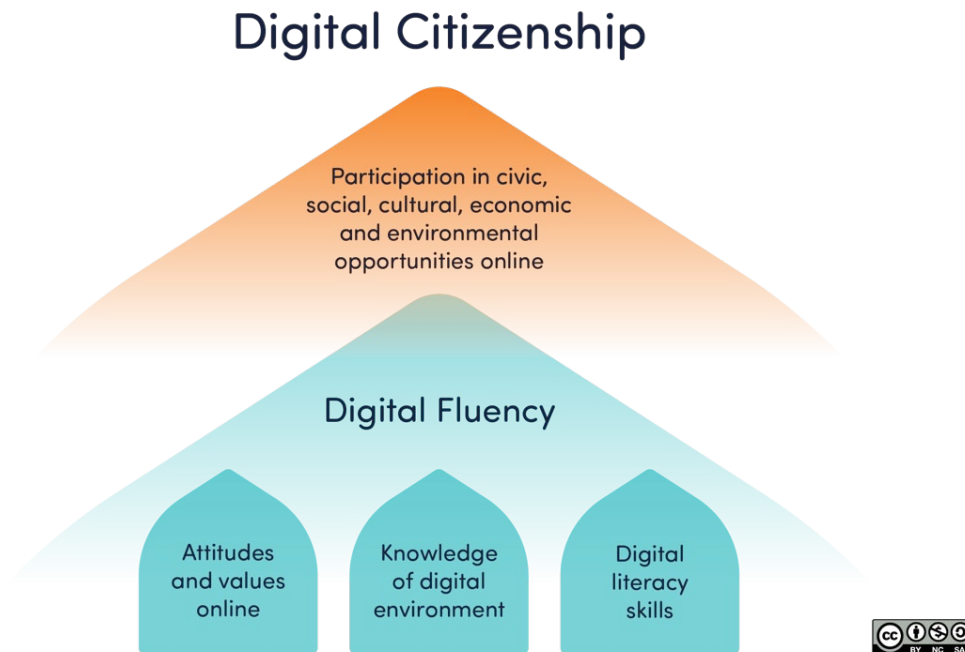 Digital Citizenship
Participation in civic,
social, cultural, economic
and environmental
opportunities online
Digital Fluency
Attitudes
and values
online
Knowledge
of digital
environment
Digital
literacy
skills
cc
BY NC SA